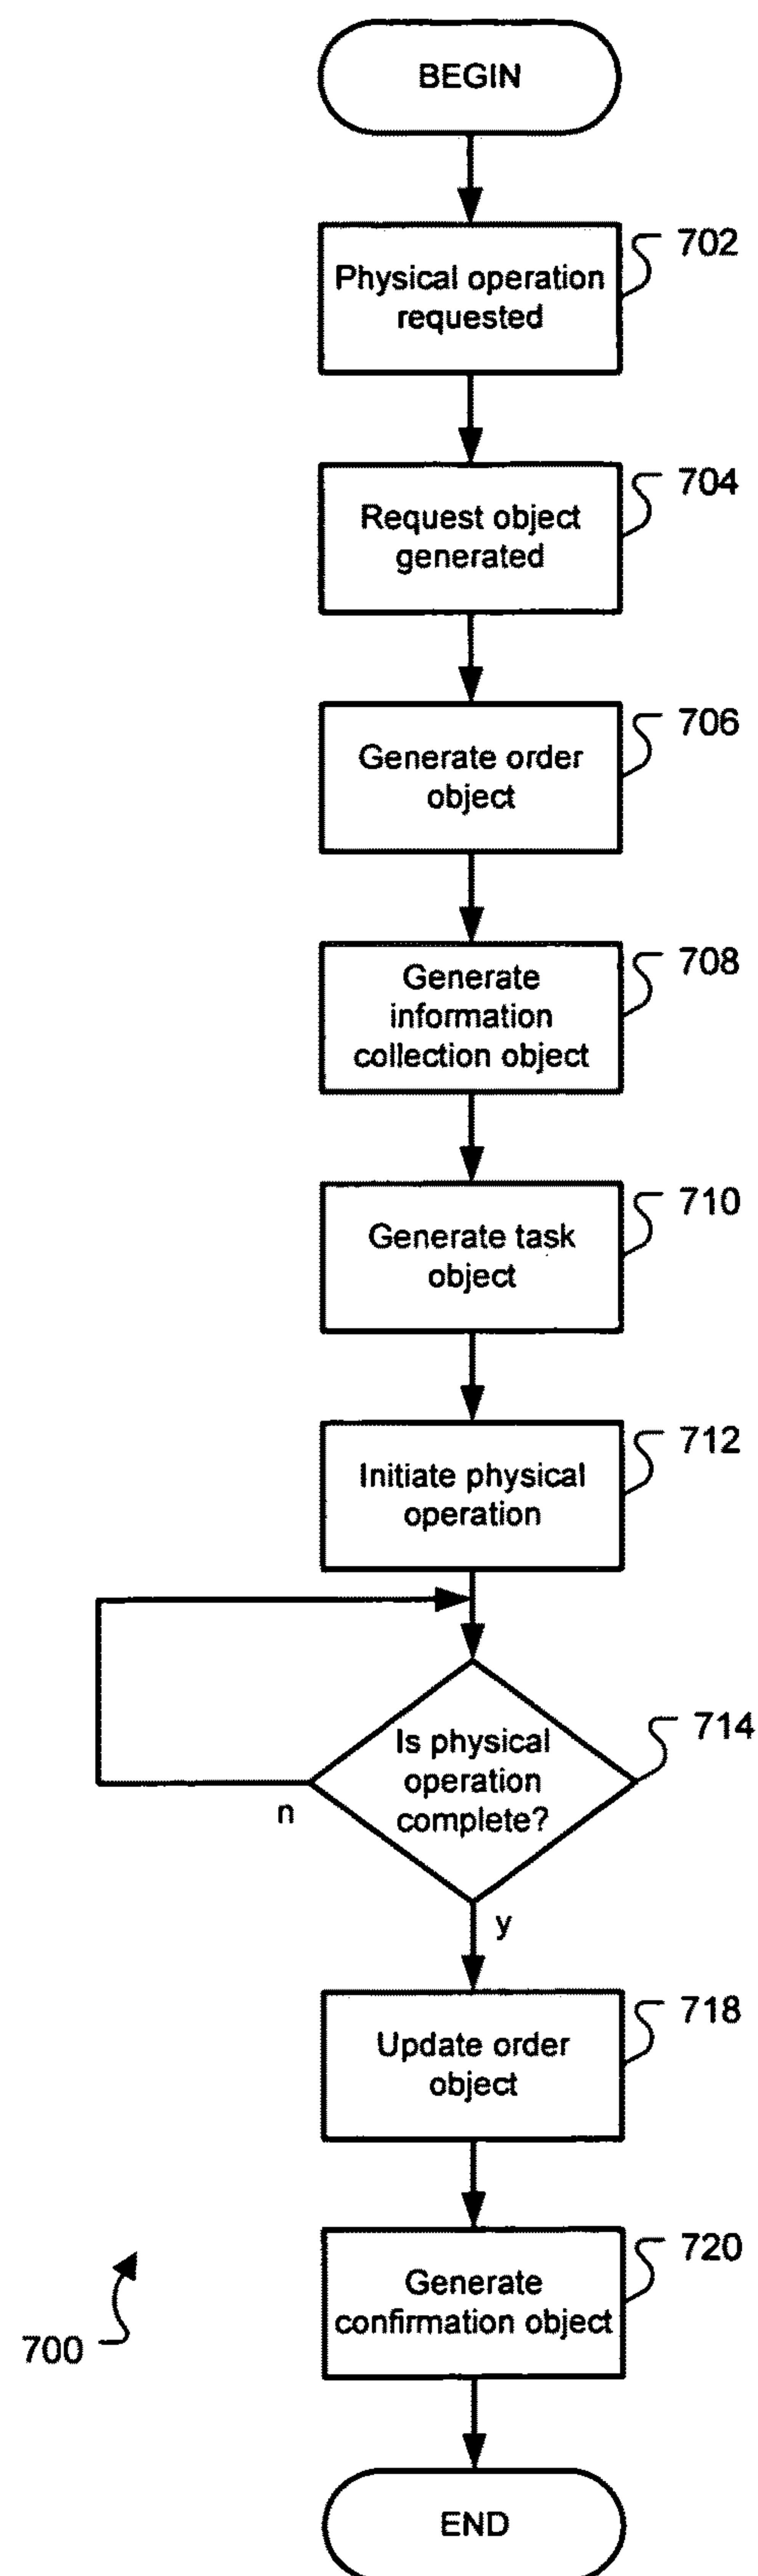 BEGIN
702
Physical operation
requested
704
Request object
generated
706
Generate order
object
708
Generate
information
collection object
710
Generate task
object
712
Initiate physical
operation
714
Is physical
operation
complete?
n
y
718
Update order
object
720
Generate
confirmation object
700
END